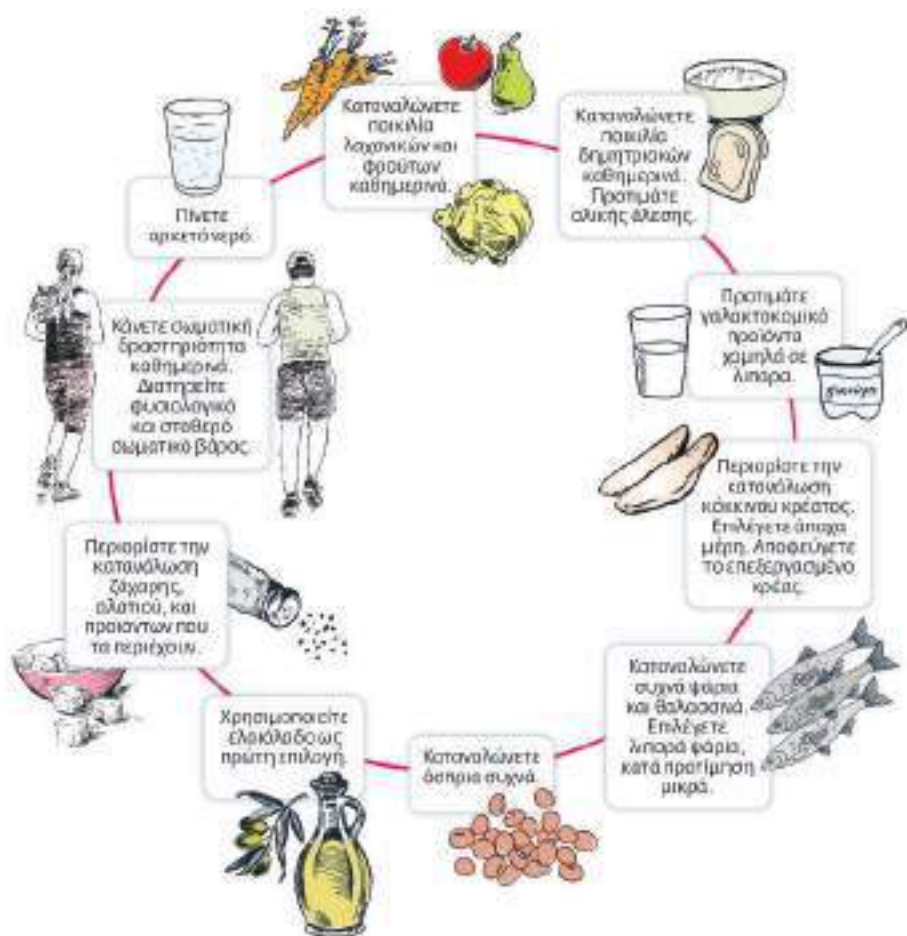 Καταναλώνετε
ποικιλία
λαχανικών και
φρούτων
καθημερινά.
Καταναλώνετε
ποικιλία
δημητριακών
καθημερινά.
Προτιμάτε
ολικής άλεσης.
Προτιμάτε
γαλακτοκομικά
προϊόντα
χαμηλά σε
λιπαρα.
γιαούρτι
Περιορίστε την
κατανάλωση
κόκκινου κρέατος.
Επιλέγετε άπαχα
μέρη. Αποφεύγετε
το επεξεργασμένο
κρέας.
Καταναλώνετε
συχνά ψάρια
και θαλασσινά.
Επιλέγετε
λιπαρά ψάρια,
κατά προτίμηση
μικρά.
Καταναλώνετε
όσπρια συχνά.
Χρησιμοποιείτε
ελαιόλαδο ως
πρώτη επιλογή.
Περιορίστε την
κατανάλωση
ζάχαρης,
αλατιού, και
προϊόντων που
τα περιέχουν.
Κάνετε σωματική
δραστηριότητα
καθημερινά.
Διατηρείτε
φυσιολογικό
και σταθερό
σωματικό βάρος.
Πίνετε
αρκετό νερό.